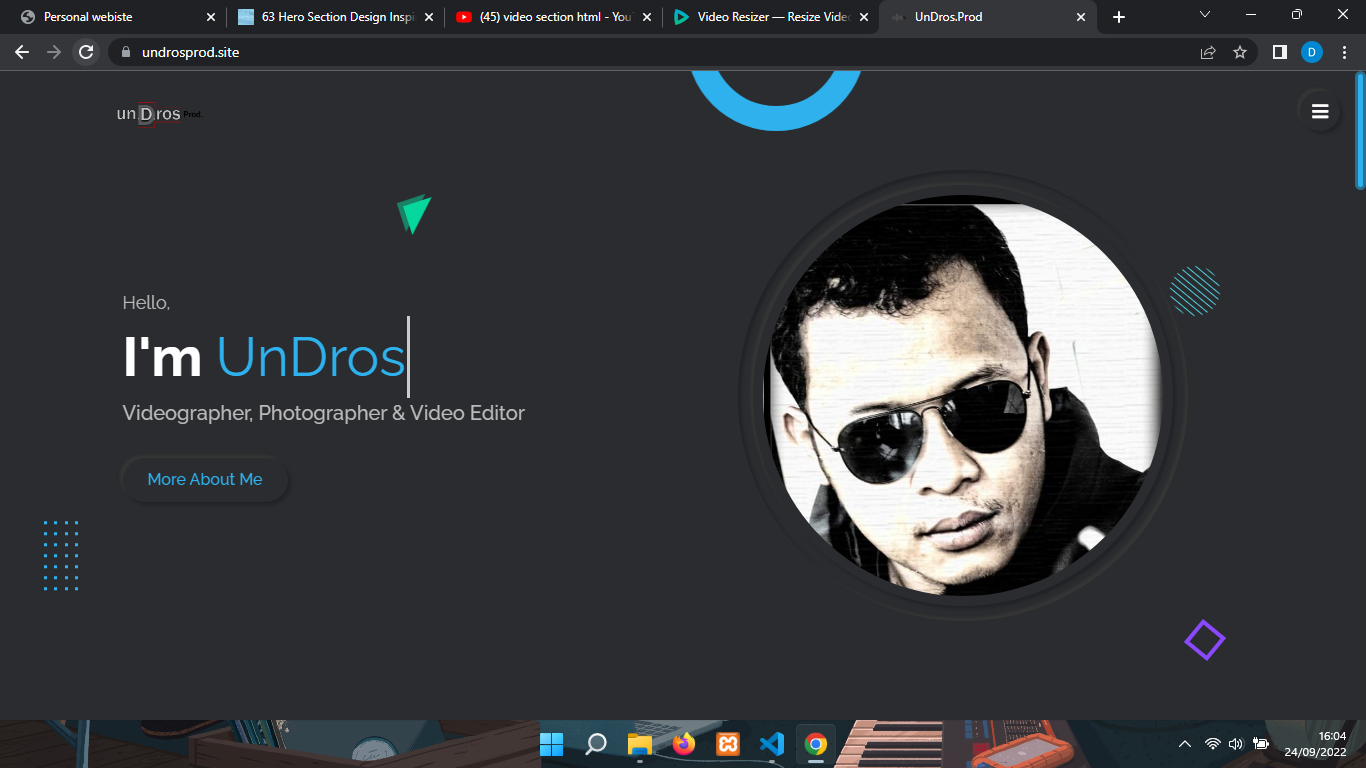 Personal webiste
63 Hero Section Design Inspi
(45) video section html - You
Video Resizer — Resize Video
UnDros.Prod
undrosprod.site
D
unDros Prod.
Hello,
I'm UnDros
Videographer, Photographer & Video Editor
More About Me
16:04
24/09/2022